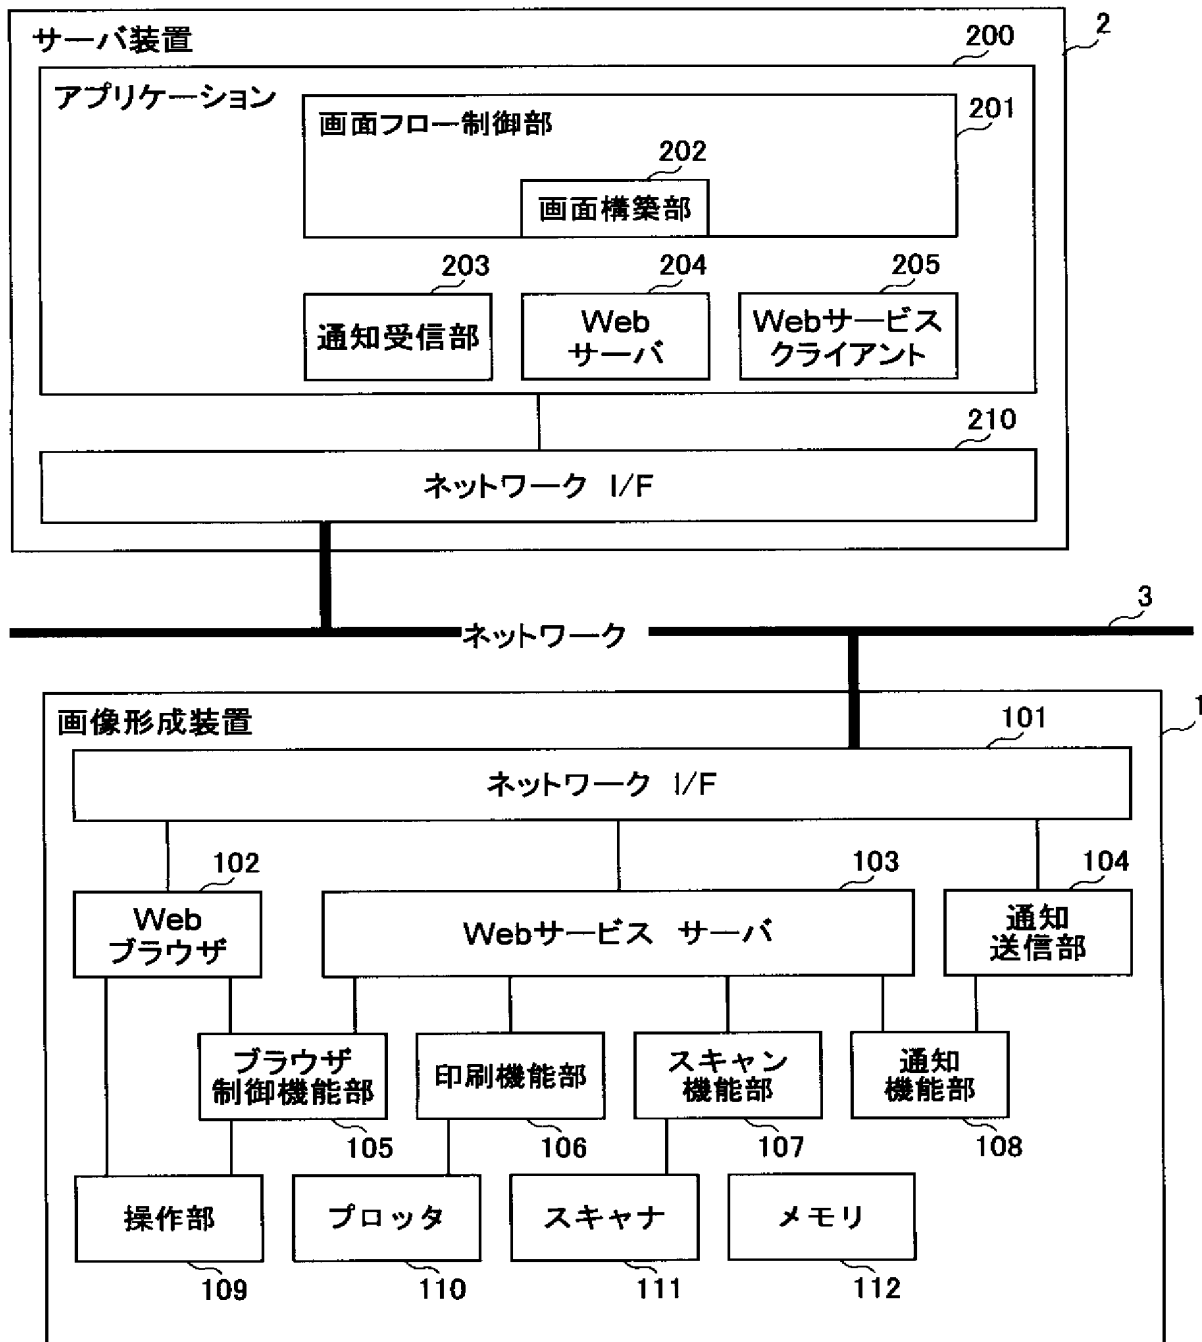 サーバ装置
2
アプリケーション
200
画面フロー制御部
201
202
画面構築部
203
204
205
通知受信部
Web
サーバ
Webサービス
クライアント
210
ネットワーク I/F
3
ネットワーク
画像形成装置
1
101
ネットワーク I/F
102
103
104
Web
ブラウザ
Webサービス サーバ
通知
送信部
ブラウザ
制御機能部
印刷機能部
スキャン
機能部
通知
機能部
105
106
107
108
操作部
プロッタ
スキャナ
メモリ
109
110
111
112